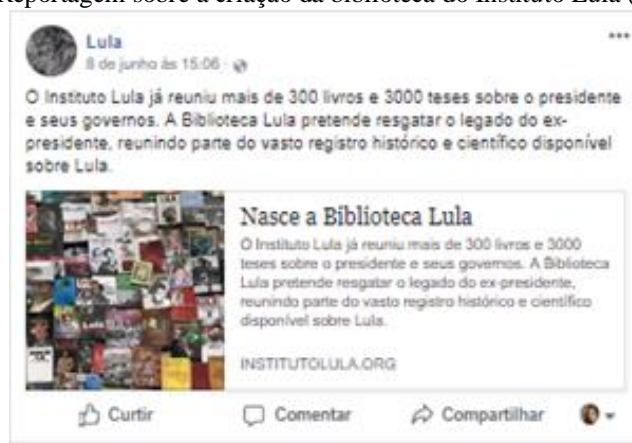 Reportagem sobre a criação da biblioteca do Instituto Lula
Lula
8 de junho às 15:06
O Instituto Lula já reuniu mais de 300 livros e 3000 teses sobre o presidente
e seus governos. A Biblioteca Lula pretende resgatar o legado do ex-
presidente, reunindo parte do vasto registro histórico e científico disponível
sobre Lula.
Nasce a Biblioteca Lula
O Instituto Lula já reuniu mais de 300 livros e 3000
teses sobre o presidente e seus governos. A Biblioteca
Lula pretende resgatar o legado do ex-presidente,
reunindo parte do vasto registro histórico e científico
disponível sobre Lula.
INSTITUTOLULA.ORG
Curtir
Comentar
Compartilhar